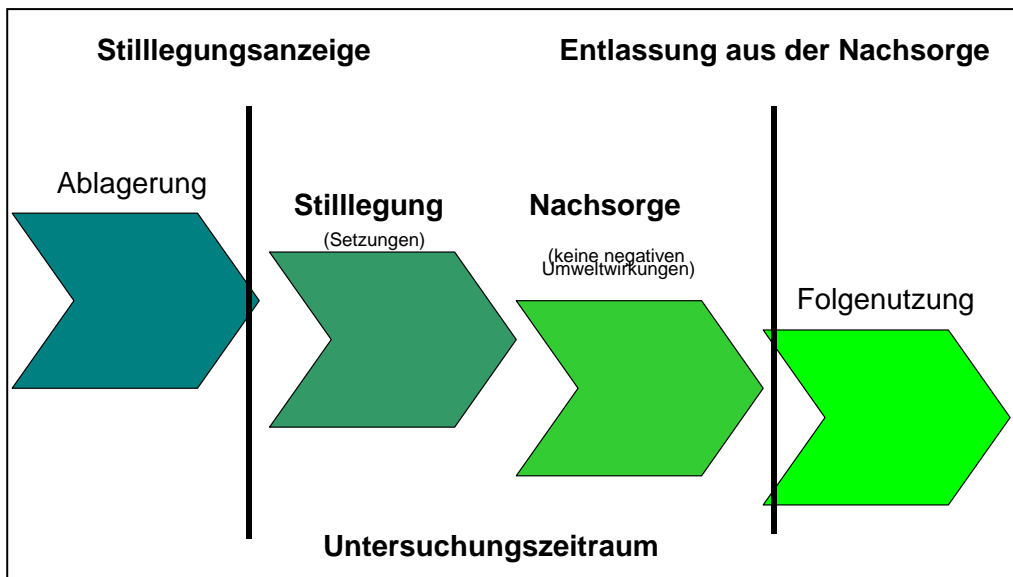 Stilllegungsanzeige
Entlassung aus der Nachsorge
Ablagerung
Stilllegung
(Setzungen)
Nachsorge
(keine negativen
Umweltwirkungen)
Folgenutzung
Untersuchungszeitraum